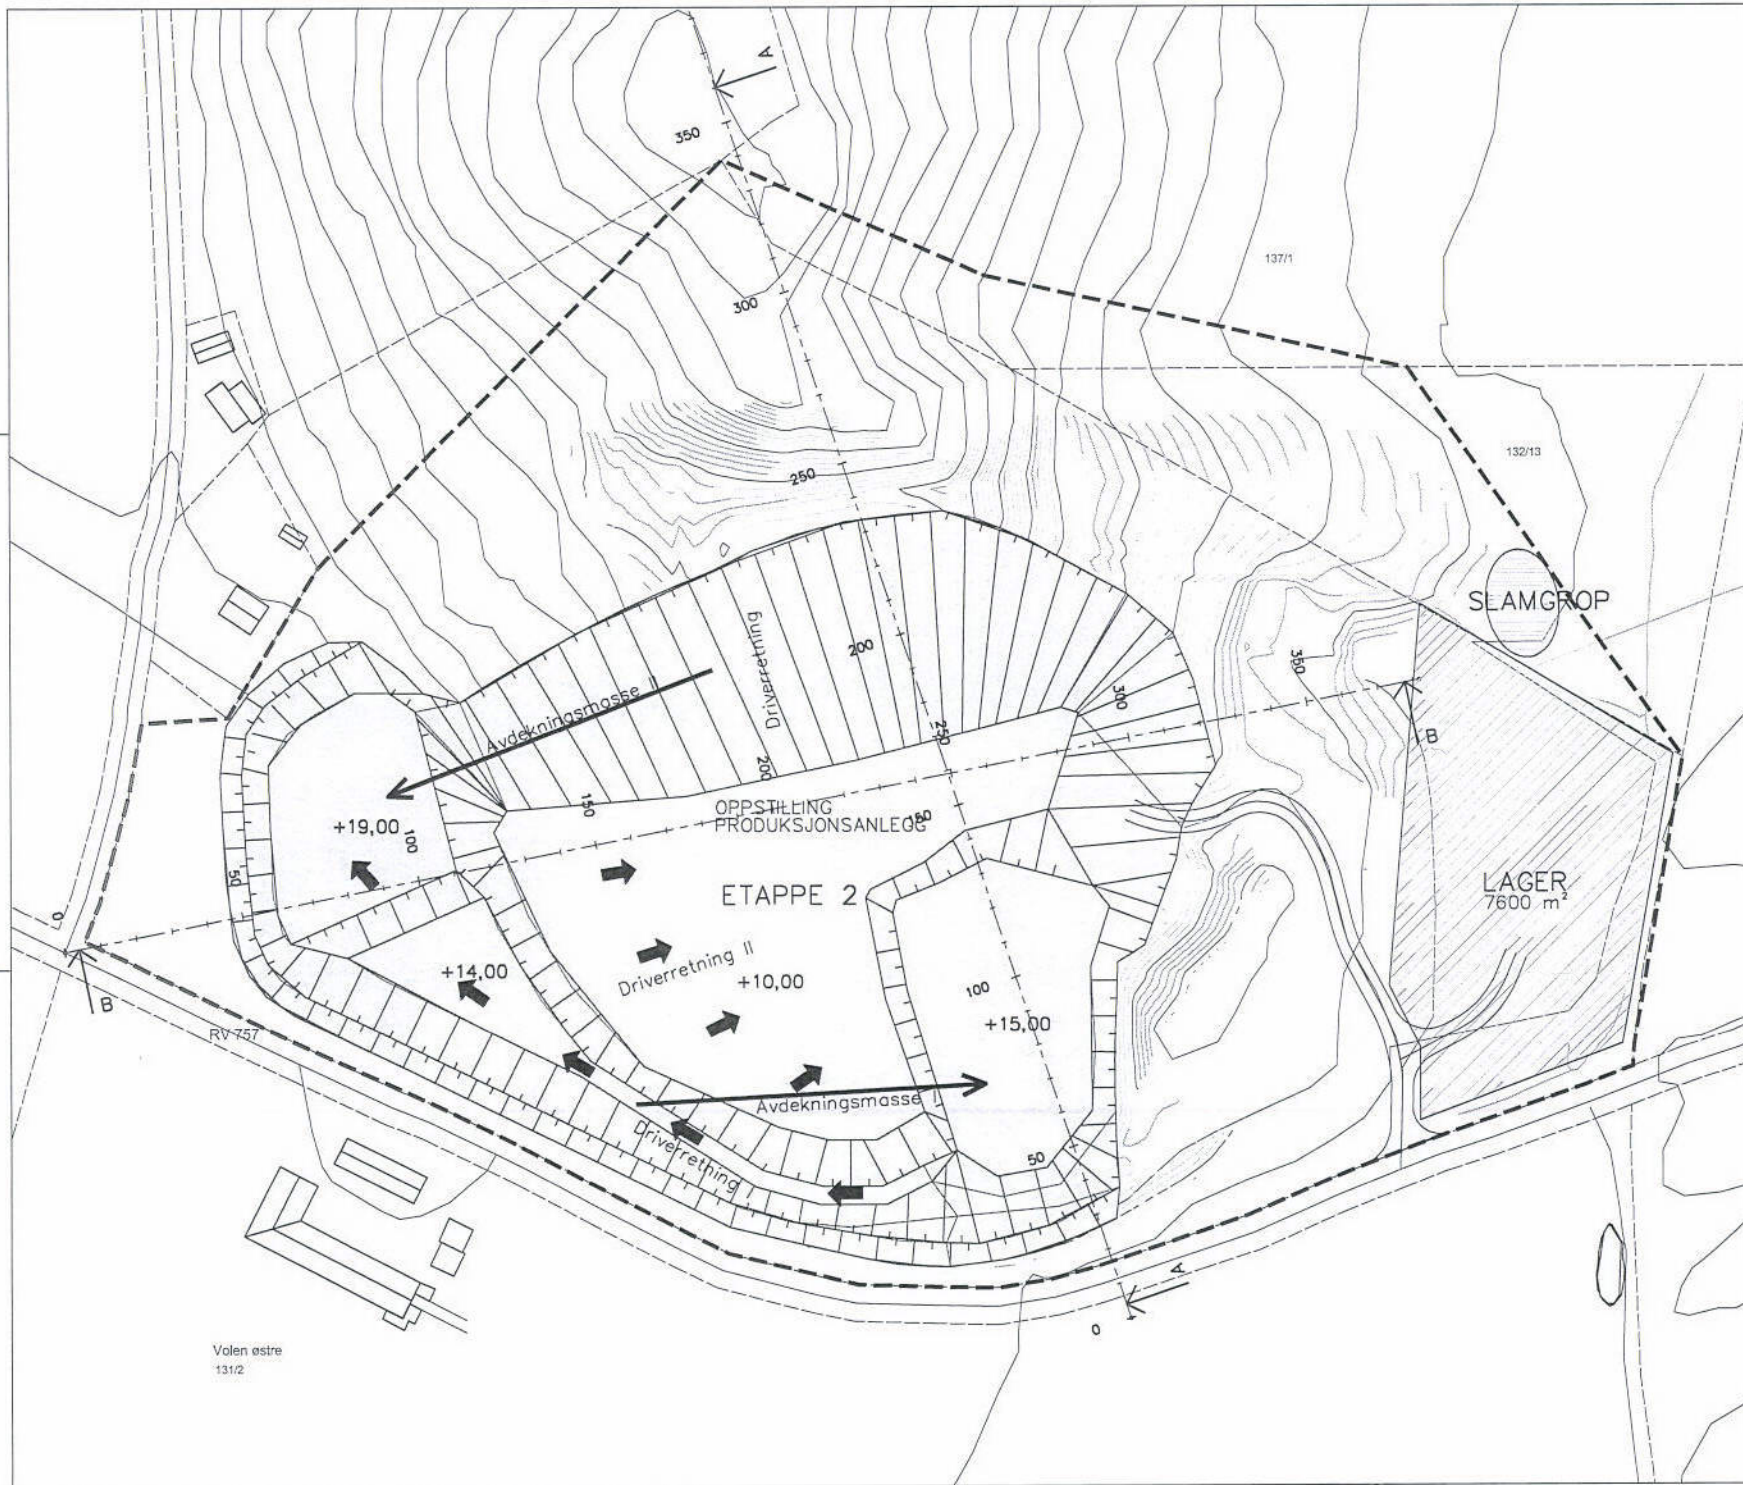 A
350
137/1
300
132/13
250
SLAMGROP
Driverretning
200
350
300
Avdekningsmasse II
250
B
200
150
OPPSTILLING
PRODUKSJONSANLEGG
150
+19,00
100
50
ETAPPE 2
LAGER
7600 m²
0
+14,00
Driverretning II
+10,00
100
+15,00
B
RV 757
Avdekningsmasse
Driverretning
50
A
0
Volen østre
131/2